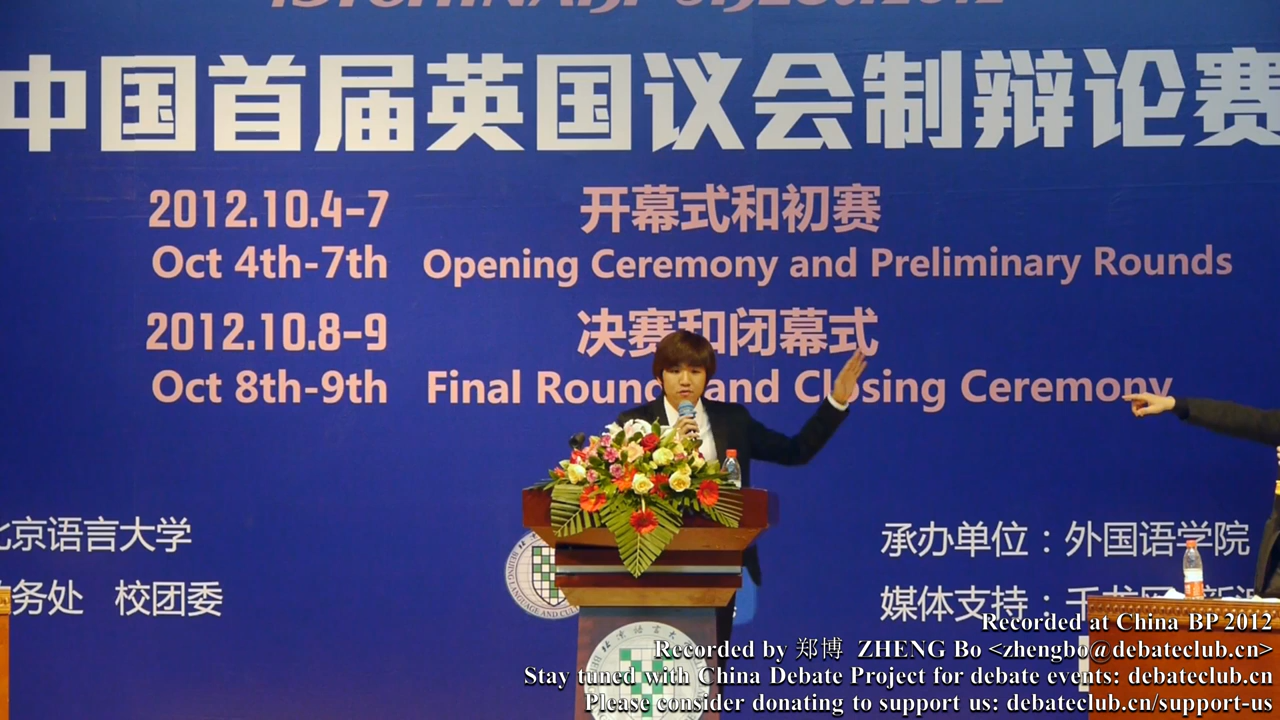 中国首届英国议会制辩论赛
2012.10.4-7 开幕式和初赛
Oct 4th-7th Opening Ceremony and Preliminary Rounds
2012.10.8-9 决赛和闭幕式
Oct 8th-9th Final Round and Closing Ceremony
北京语言大学
承办单位：外国语学院
务处 校团委
媒体支持：千龙网
Recorded at China BP 2012
Recorded by 郑博 ZHENG Bo <zhengbo@debateclub.cn>
Stay tuned with China Debate Project for debate events: debateclub.cn
Please consider donating to support us: debateclub.cn/support-us